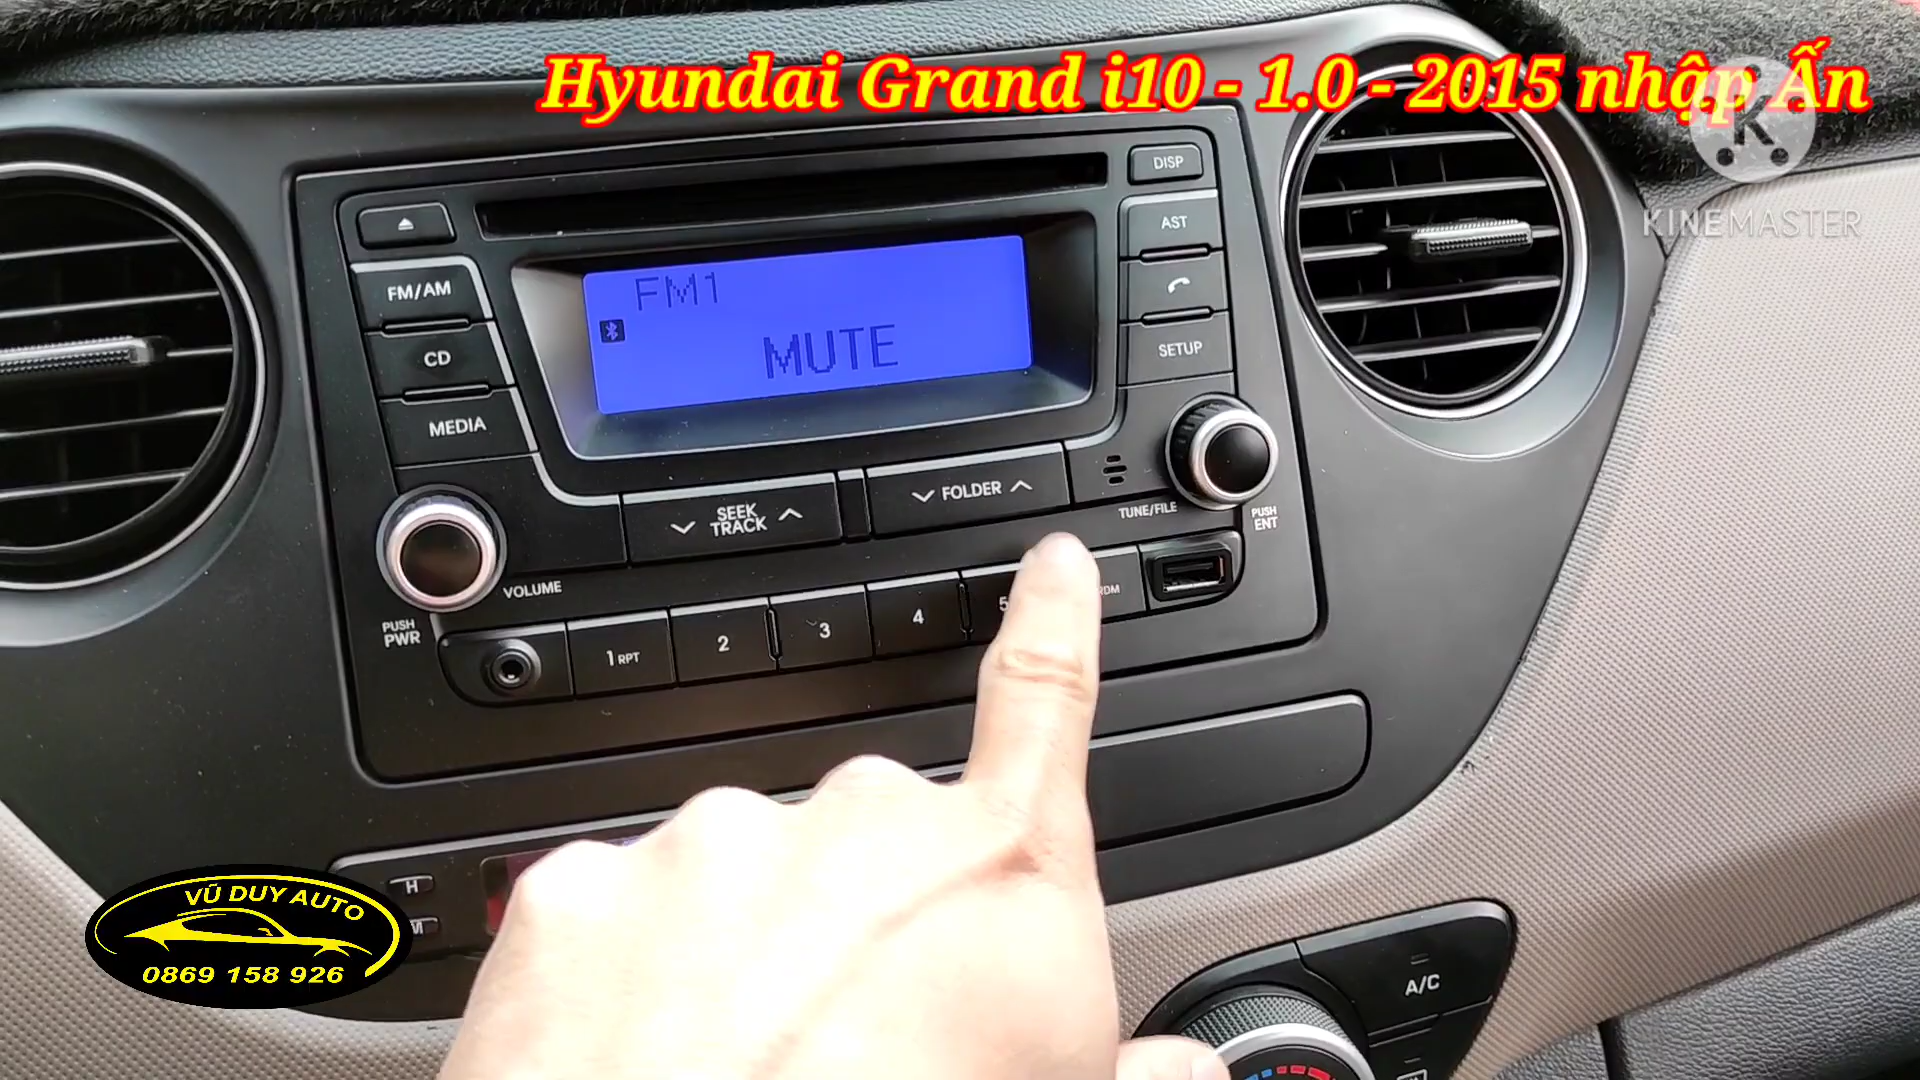 Hyundai Grand i10 - 1.0 - 2015 nhập Ấn
KINEMASTER
DISP
AST
SETUP
FM/AM
CD
MEDIA
FM1
MUTE
SEEK
TRACK
FOLDER
TUNE/FILE
PUSH
ENT
VOLUME
PUSH
PWR
1 RPT
2
3
4
5
RDM
H
M
A/C
VŨ DUY AUTO
0869 158 926